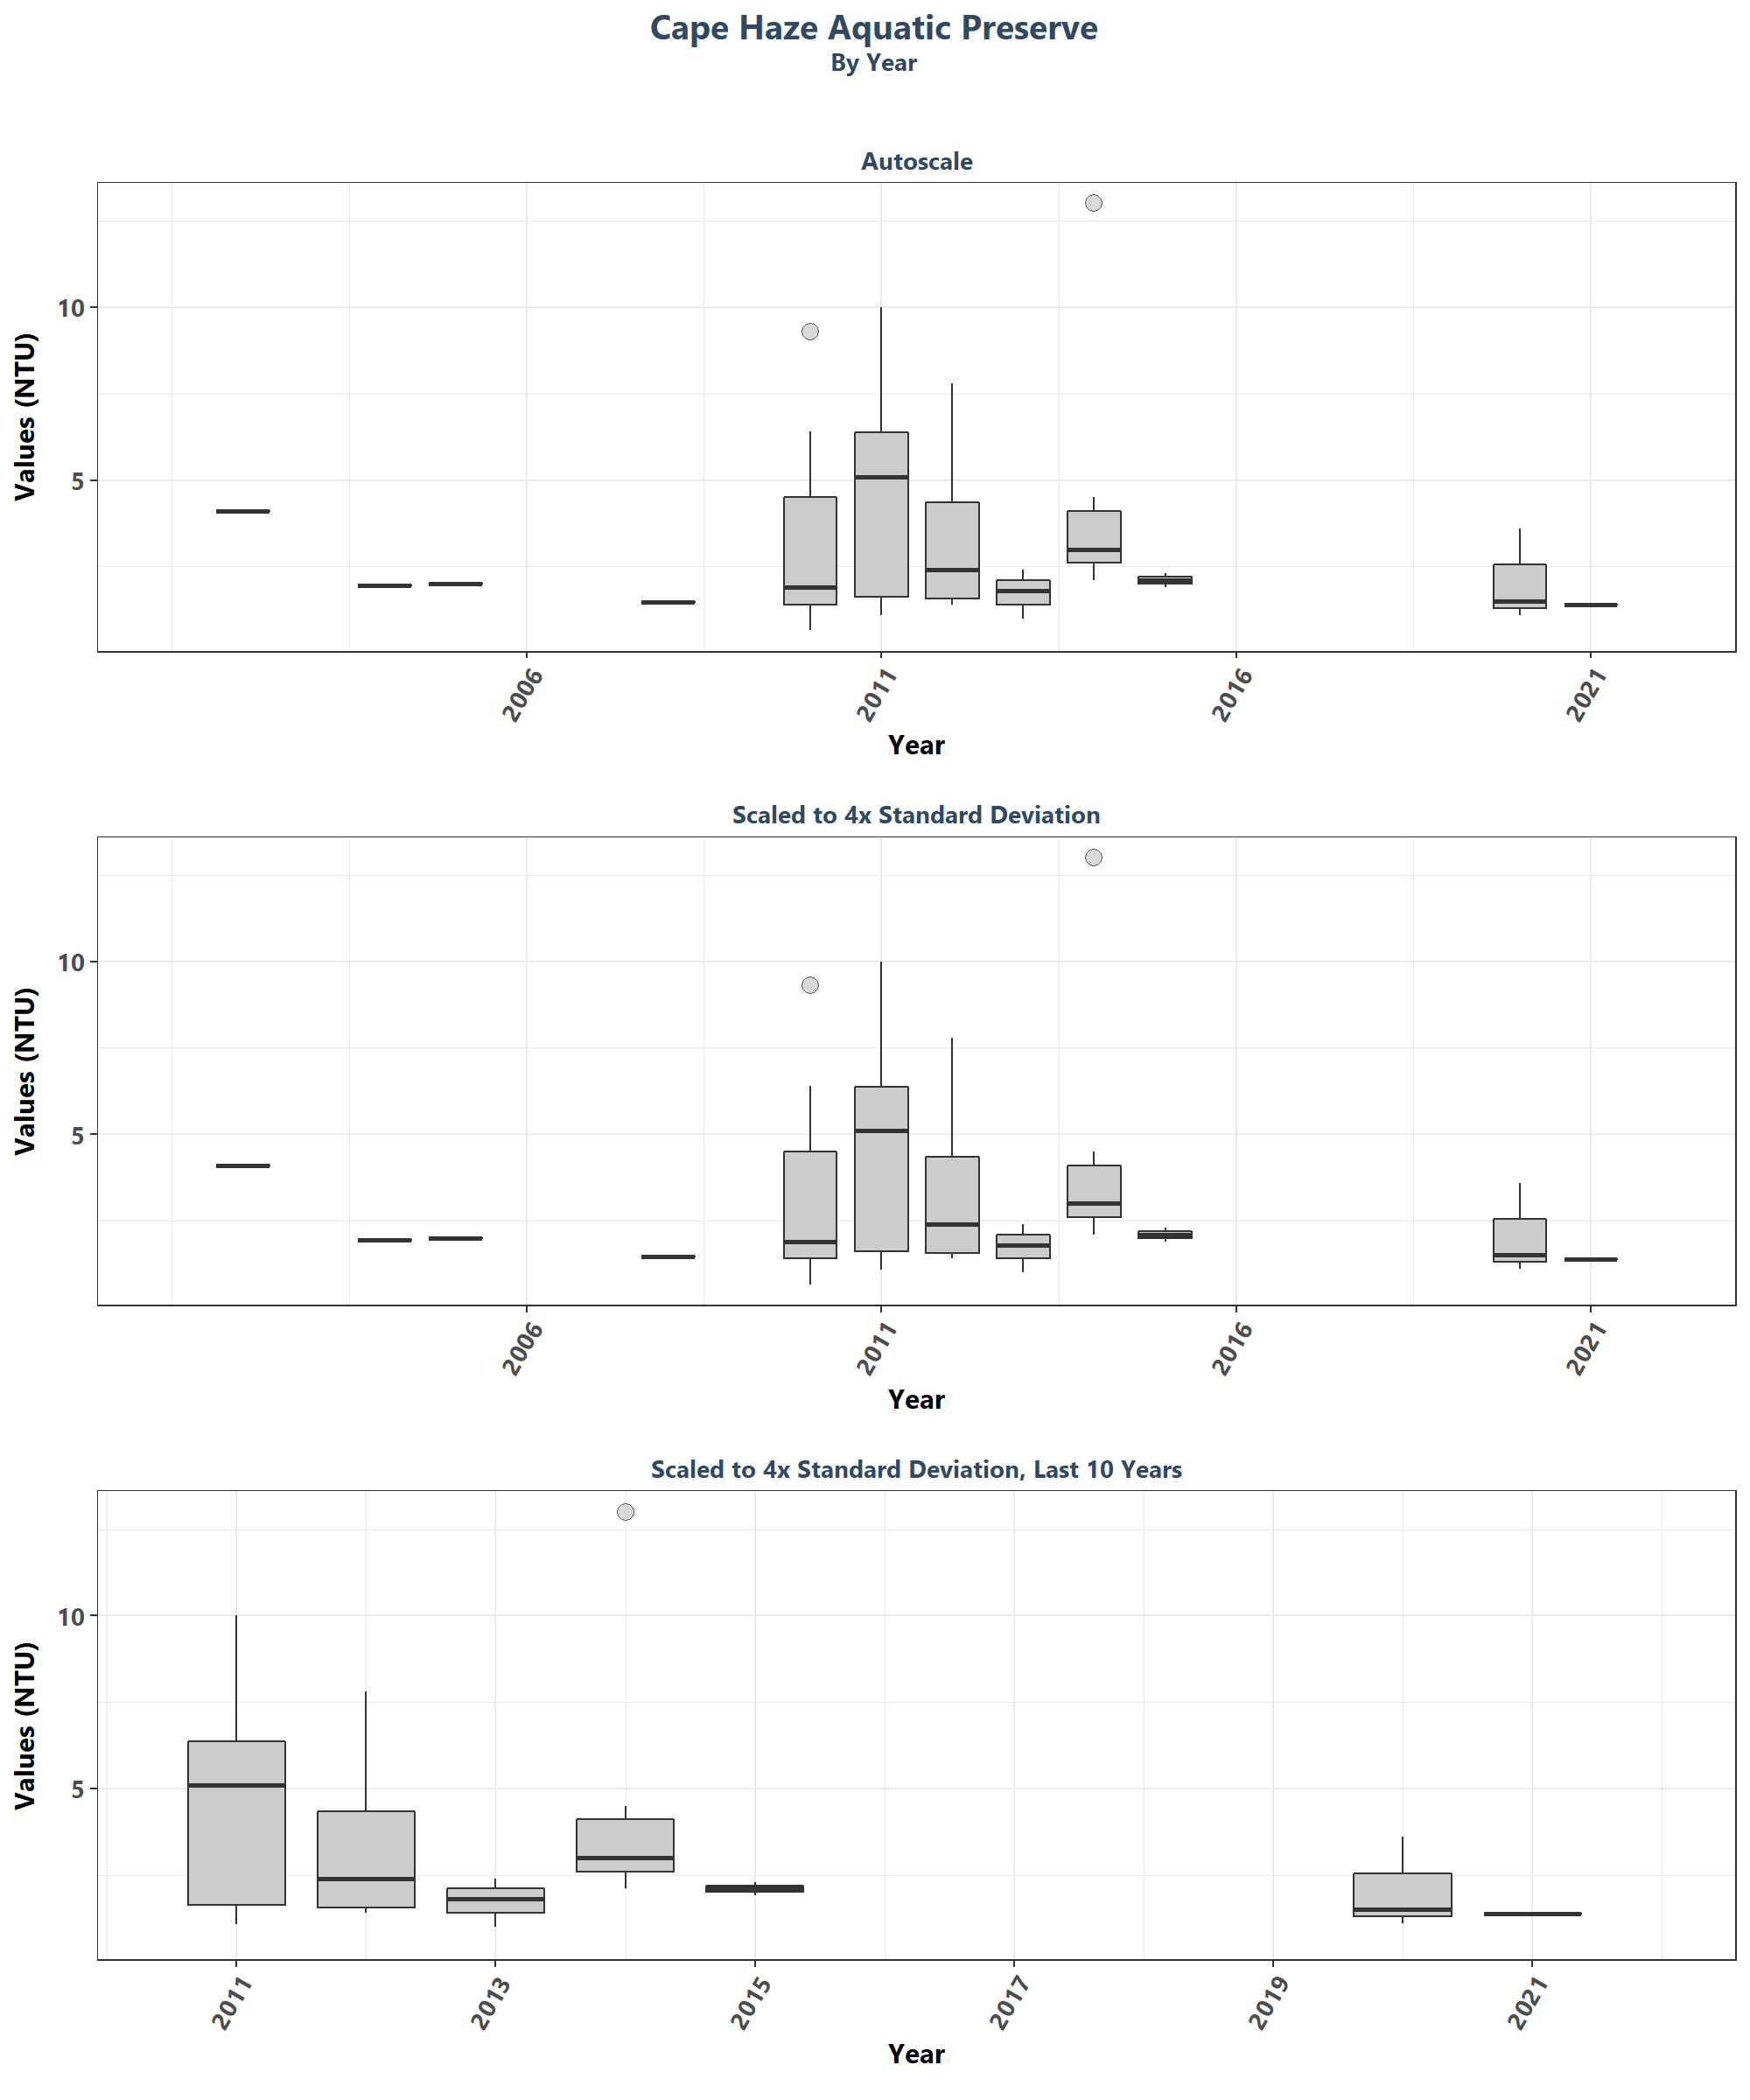 Cape Haze Aquatic Preserve
By Year
Autoscale
Values (NTU)
10
5
2006
2011
2016
2021
Year
Scaled to 4x Standard Deviation
Values (NTU)
10
5
2006
2011
2016
2021
Year
Scaled to 4x Standard Deviation, Last 10 Years
Values (NTU)
10
5
2011
2013
2015
2017
2019
2021
Year